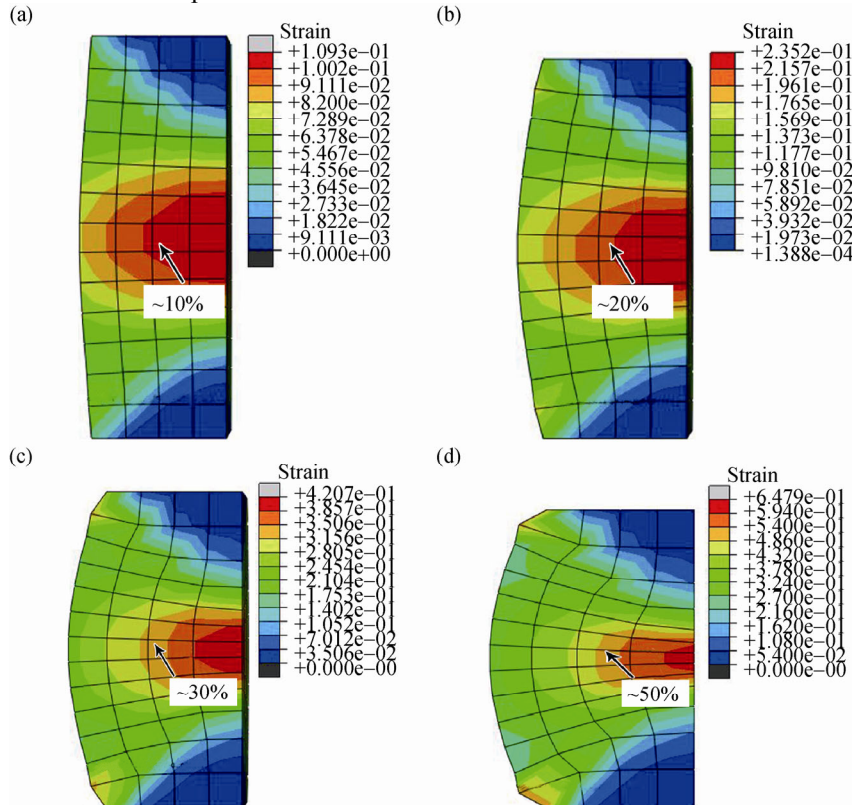 (a)
Strain
+1.093e−01
+1.002e−01
+9.111e−02
+8.200e−02
+7.289e−02
+6.378e−02
+5.467e−02
+4.556e−02
+3.645e−02
+2.733e−02
+1.822e−02
+9.111e−03
+0.000e+00
~10%
(b)
Strain
+2.352e−01
+2.157e−01
+1.961e−01
+1.765e−01
+1.569e−01
+1.373e−01
+1.177e−01
+9.810e−02
+7.851e−02
+5.892e−02
+3.932e−02
+1.973e−02
+1.388e−04
~20%
(c)
Strain
+4.207e−01
+3.857e−01
+3.506e−01
+3.156e−01
+2.805e−01
+2.454e−01
+2.104e−01
+1.753e−01
+1.402e−01
+1.052e−01
+7.012e−02
+3.506e−02
+0.000e−00
~30%
(d)
Strain
+6.479e−01
+5.940e−01
+5.400e−01
+4.860e−01
+4.320e−01
+3.780e−01
+3.240e−01
+2.700e−01
+2.160e−01
+1.620e−01
+1.080e−01
+5.400e−02
+0.000e−00
~50%